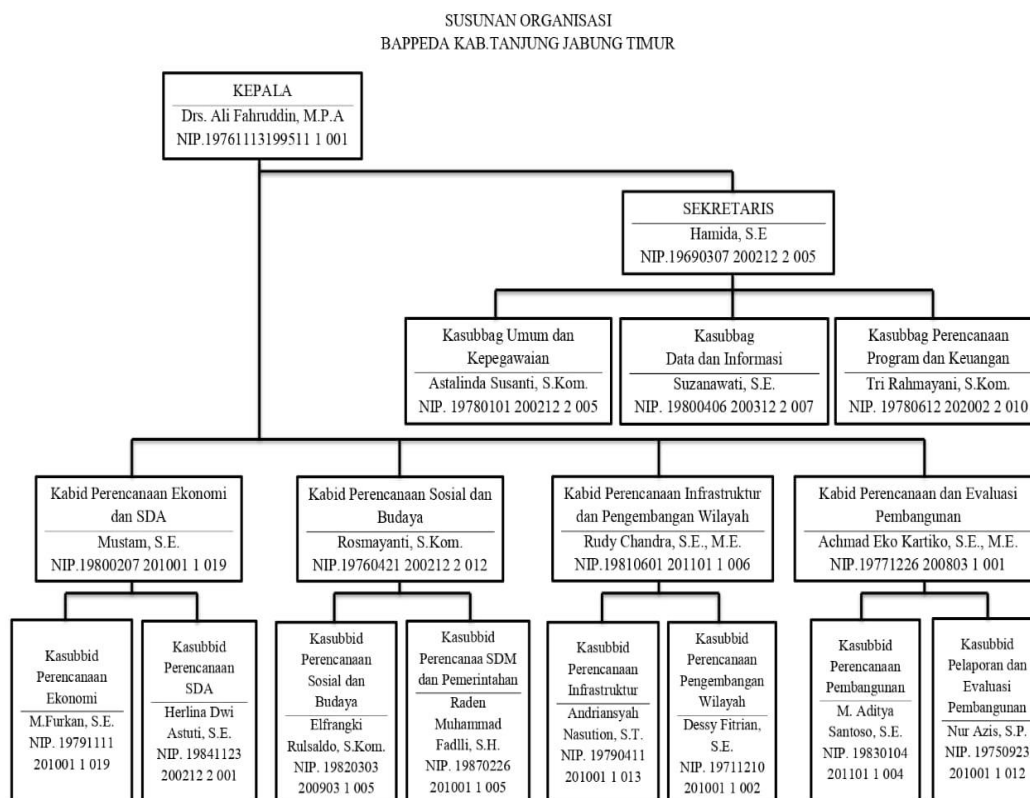 SUSUNAN ORGANISASI
BAPPEDA KAB.TANJUNG JABUNG TIMUR
KEPALA
Drs. Ali Fahruddin, M.P.A
NIP.19761113199511 1 001
SEKRETARIS
Hamida, S.E
NIP.19690307 200212 2 005
Kasubbag Umum dan
Kepegawaian
Astalinda Susanti, S.Kom.
NIP. 19780101 200212 2 005
Kasubbag
Data dan Informasi
Suzanawati, S.E.
NIP. 19800406 200312 2 007
Kasubbag Perencanaan
Program dan Keuangan
Tri Rahmayani, S.Kom.
NIP. 19780612 202002 2 010
Kabid Perencanaan Ekonomi
dan SDA
Mustam, S.E.
NIP.19800207 201001 1 019
Kabid Perencanaan Sosial dan
Budaya
Rosmayanti, S.Kom.
NIP.19760421 200212 2 012
Kabid Perencanaan Infrastruktur
dan Pengembangan Wilayah
Rudy Chandra, S.E., M.E.
NIP.19810601 201101 1 006
Kabid Perencanaan dan Evaluasi
Pembangunan
Achmad Eko Kartiko, S.E., M.E.
NIP.19771226 200803 1 001
Kasubbid
Perencanaan
Ekonomi
M.Furkan, S.E.
NIP. 19791111
201001 1 019
Kasubbid
Perencanaan
SDA
Herlina Dwi
Astuti, S.E.
NIP. 19841123
200212 2 001
Kasubbid
Perencanaan
Sosial dan
Budaya
Elfrangki
Rulsaldo, S.Kom.
NIP. 19820303
200903 1 005
Kasubbid
Perencanaa SDM
dan Pemerintahan
Raden
Muhammad
Fadlli, S.H.
NIP. 19870226
201001 1 005
Kasubbid
Perencanaan
Infrastruktur
Andriansyah
Nasution, S.T.
NIP. 19790411
201001 1 013
Kasubbid
Perencanaan
Pengembangan
Wilayah
Dessy Fitrian,
S.E.
NIP. 19711210
201001 1 002
Kasubbid
Perencanaan
Pembangunan
M. Aditya
Santoso, S.E.
NIP. 19830104
201101 1 004
Kasubbid
Pelaporan dan
Evaluasi
Pembangunan
Nur Azis, S.P.
NIP. 19750923
201001 1 012